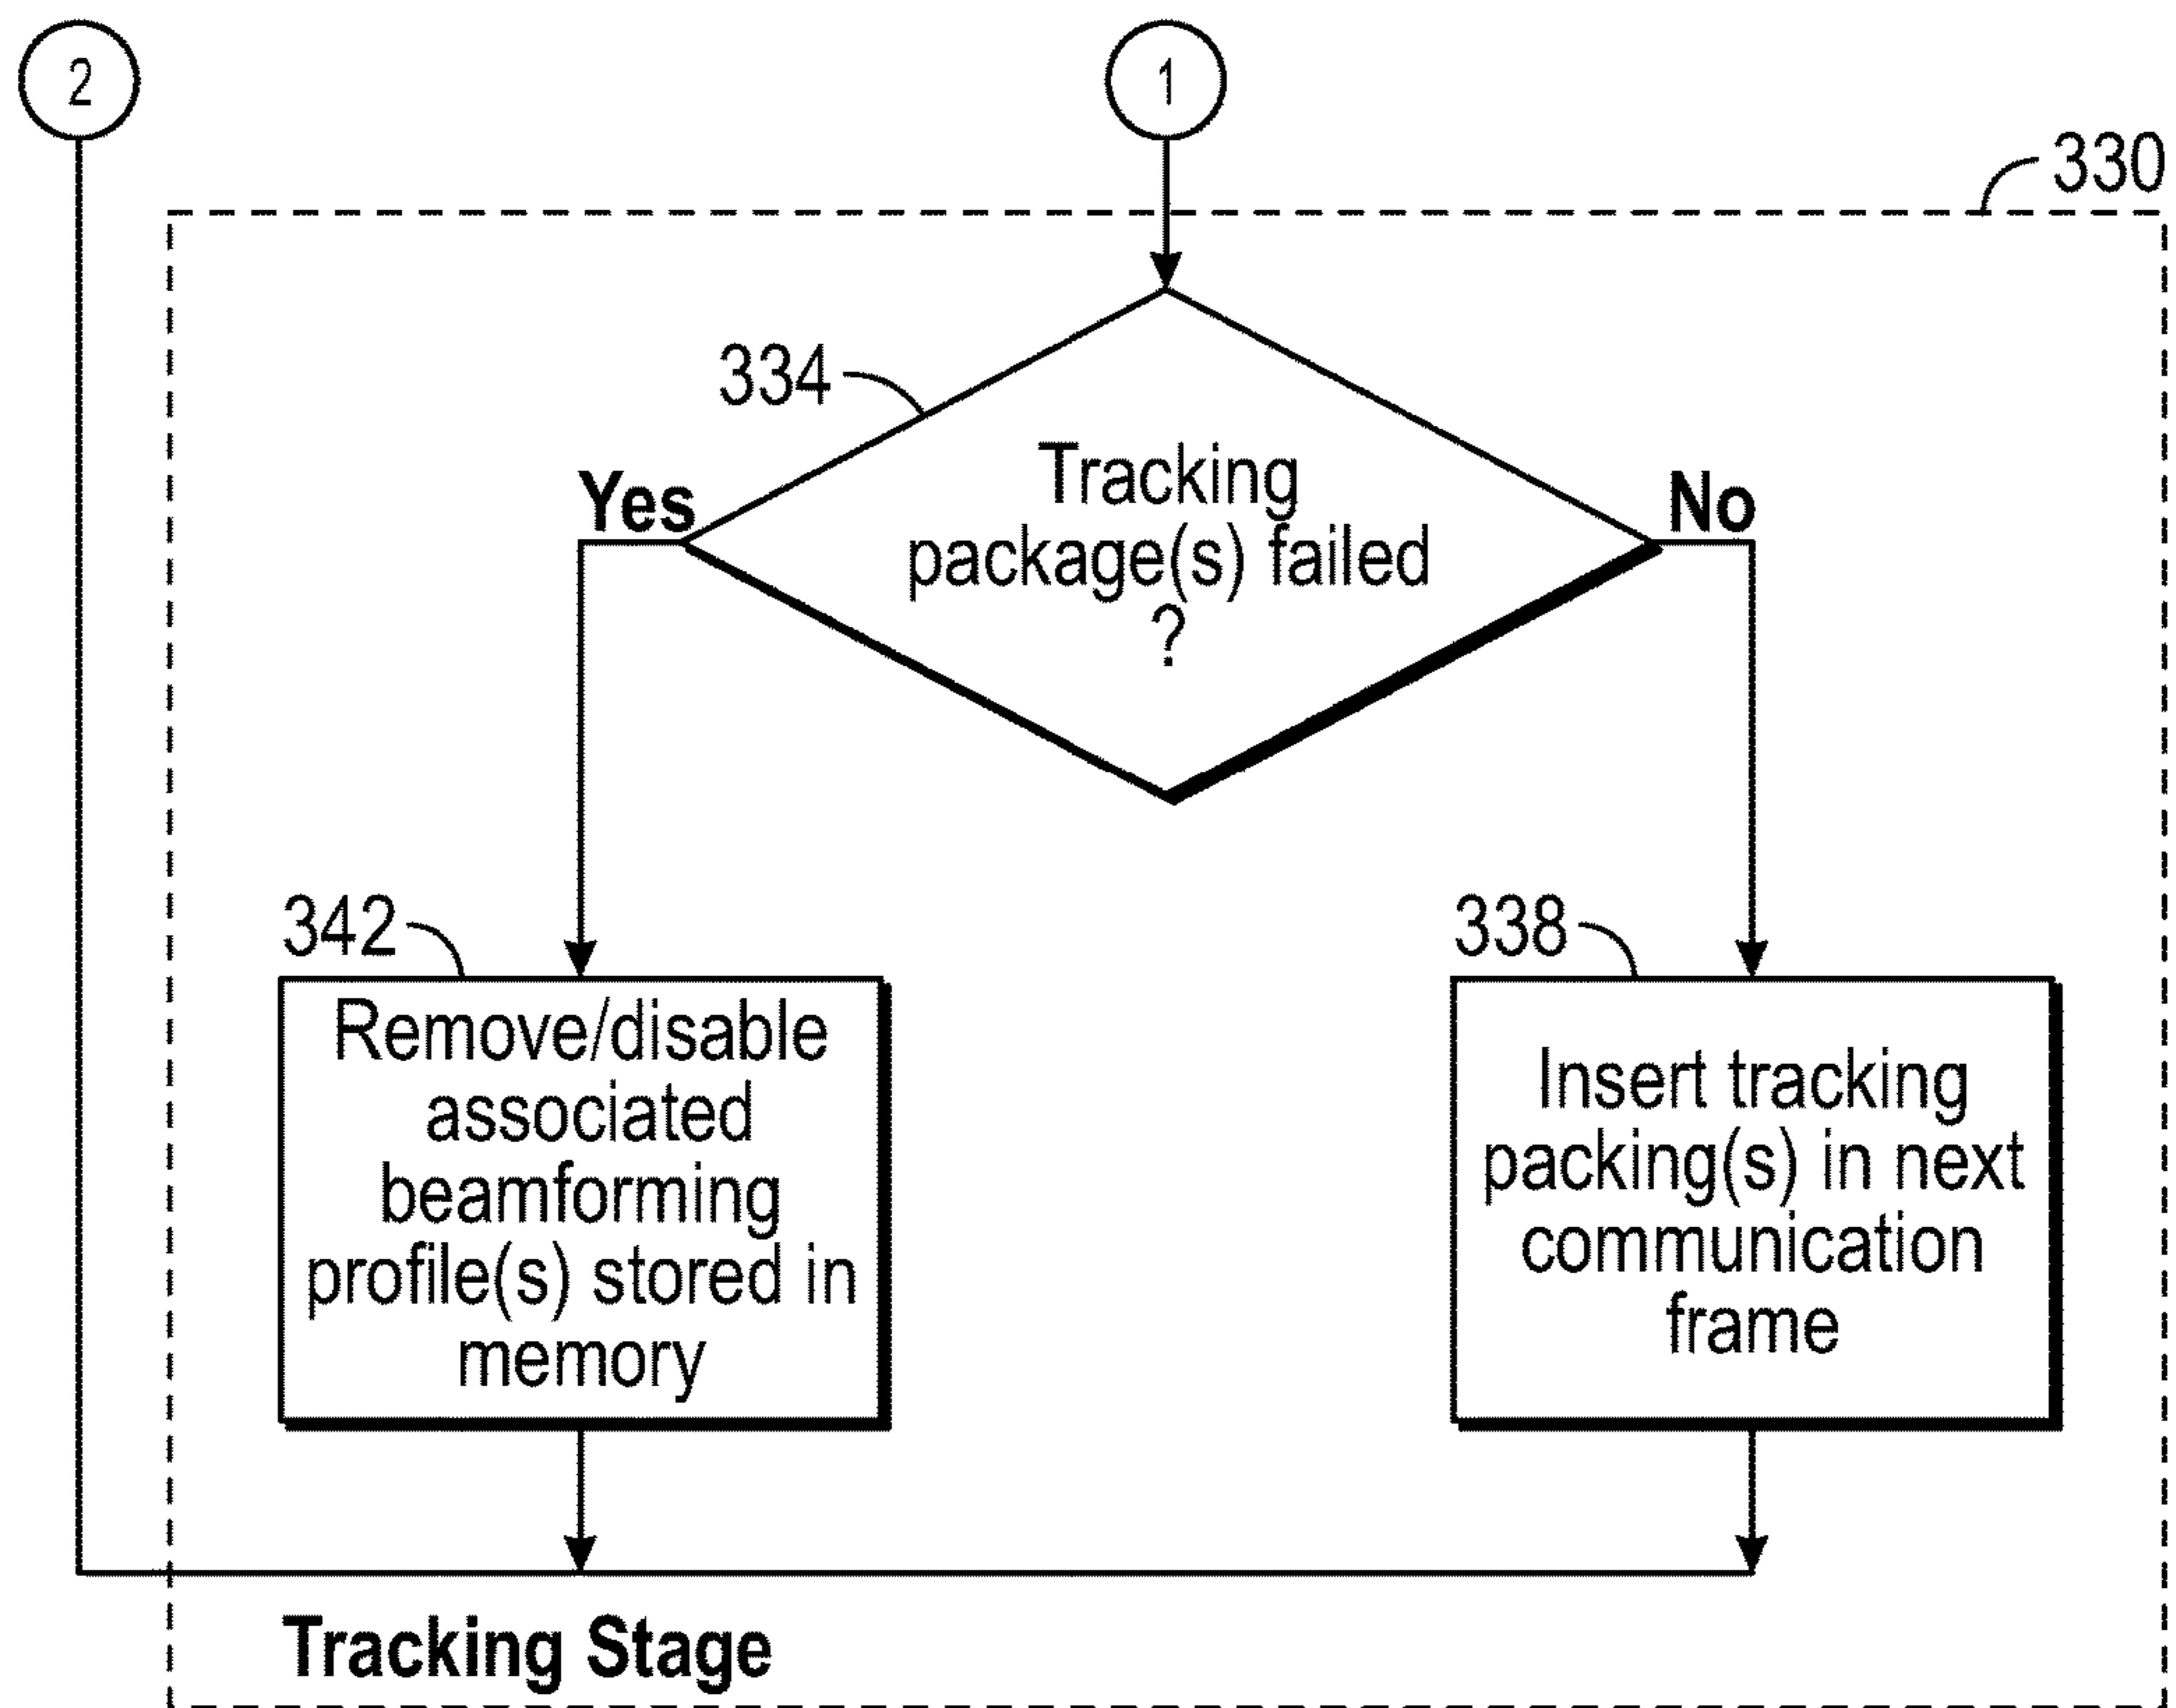 2
1
330
334
Tracking
package(s) failed
?
Yes
No
342
Remove/disable
associated
beamforming
profile(s) stored in
memory
338
Insert tracking
packing(s) in next
communication
frame
Tracking Stage